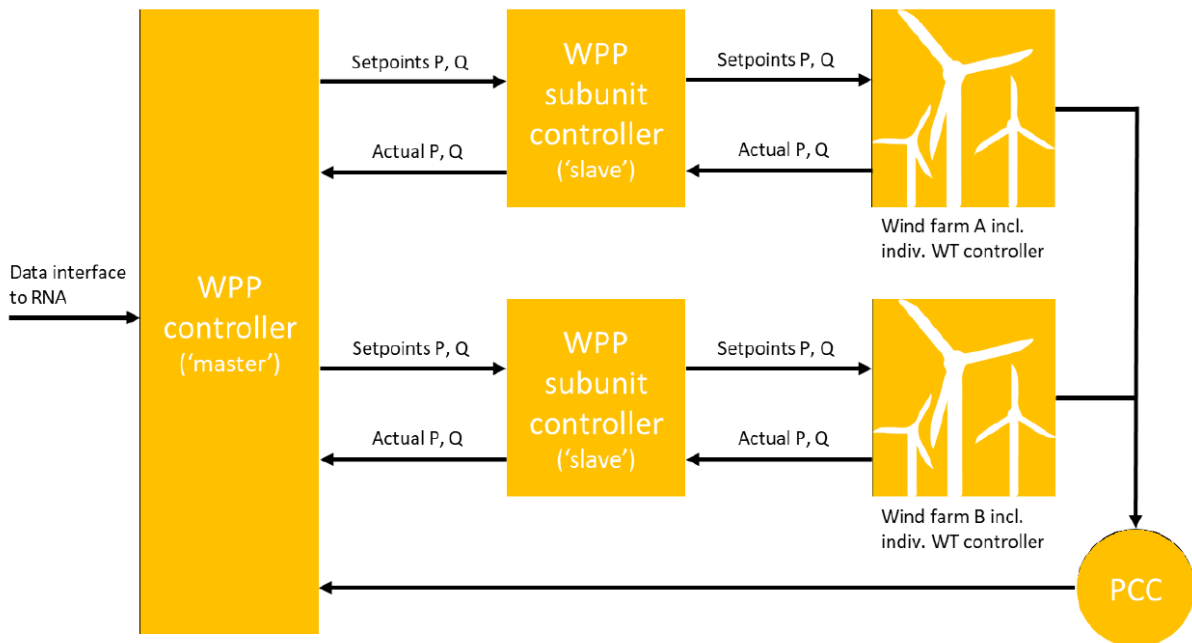 Data interface
to RNA
WPP
controller
(‘master’)
Setpoints P, Q
Actual P, Q
WPP
subunit
controller
(‘slave’)
Setpoints P, Q
Actual P, Q
Wind farm A incl.
indiv. WT controller
Setpoints P, Q
Actual P, Q
WPP
subunit
controller
(‘slave’)
Setpoints P, Q
Actual P, Q
Wind farm B incl.
indiv. WT controller
PCC